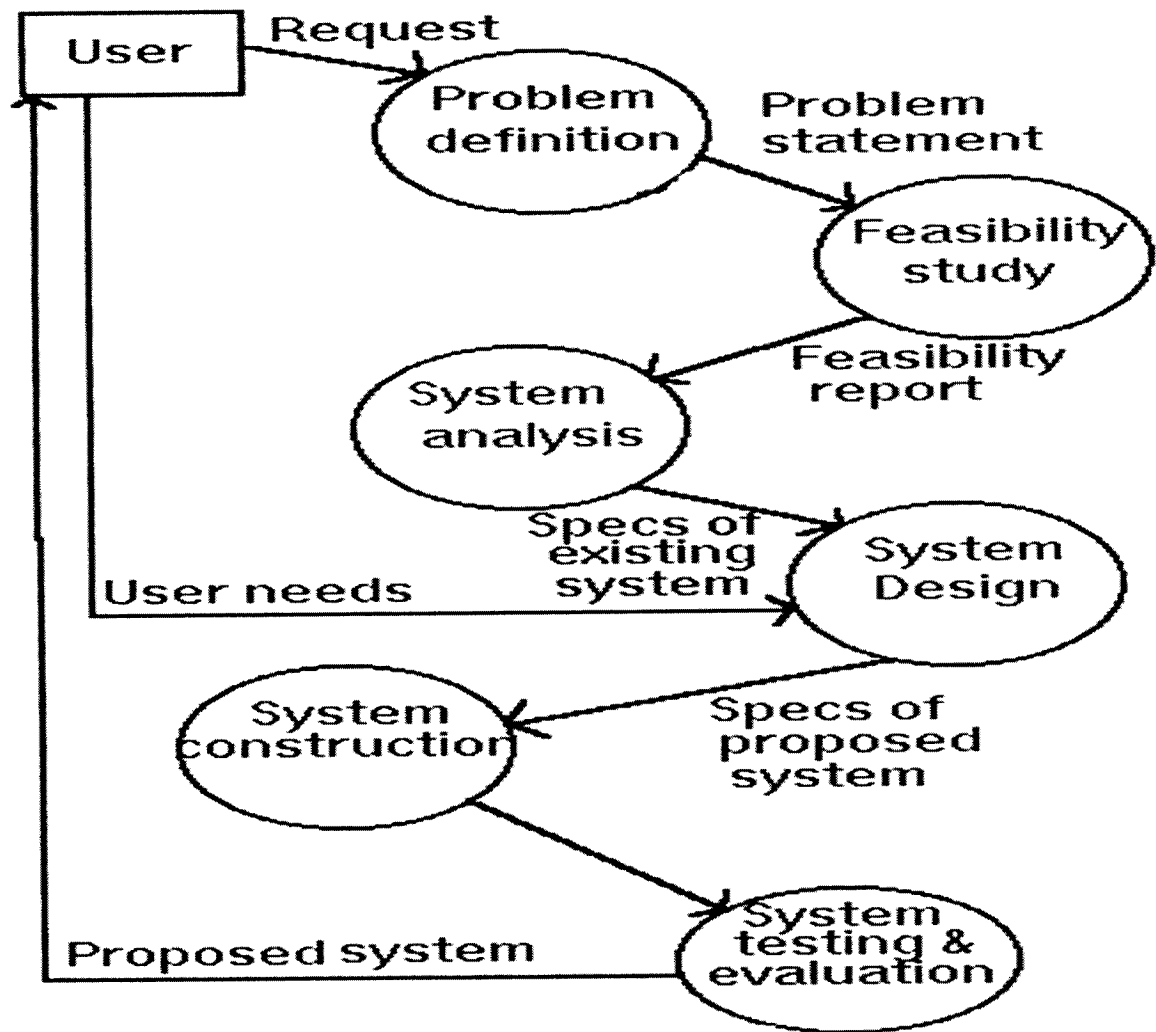 User
Request
Problem
definition
Problem
statement
Feasibility
study
Feasibility
report
System
analysis
Specs of
existing
system
System
Design
User needs
Specs of
proposed
system
System
construction
System
testing &
evaluation
Proposed system